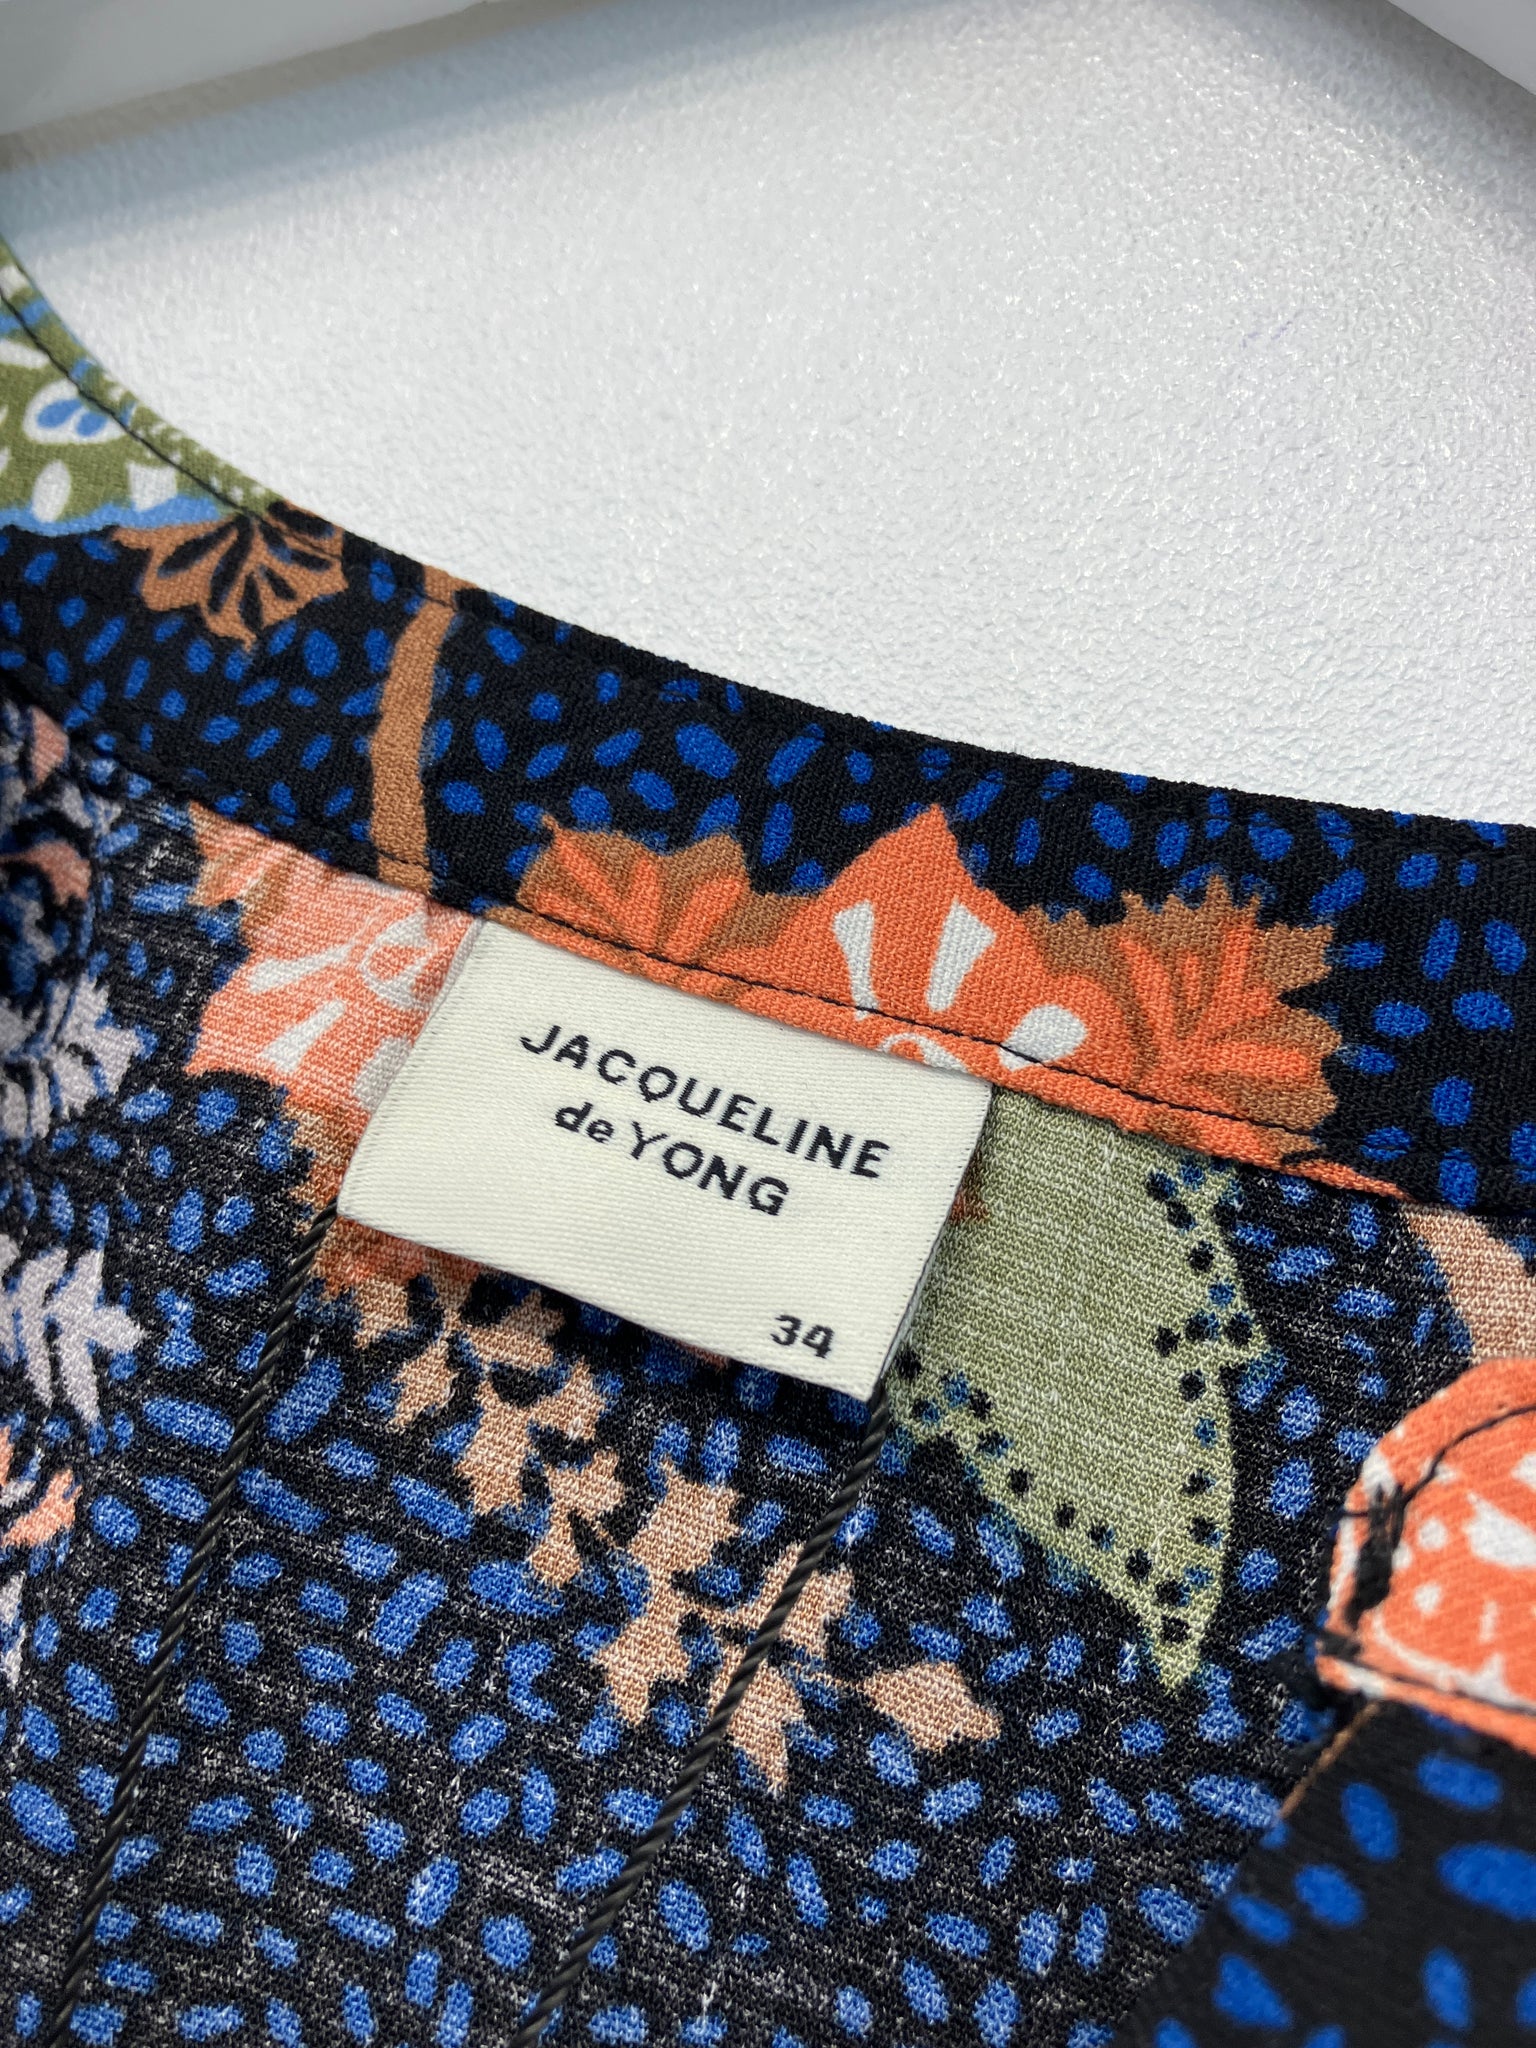 JACQUELINE
de YONG
34